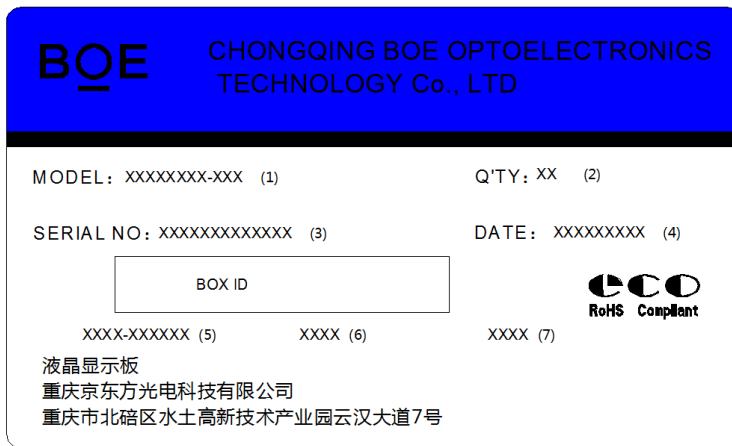 BOE
CHONGQING BOE OPTOELECTRONICS
TECHNOLOGY Co., LTD
MODEL: XXXXXXXX-XXX (1)
Q'TY: XX (2)
SERIAL NO: XXXXXXXXXXXXX (3)
DATE: XXXXXXXXX (4)
BOX ID
eco
RoHS Compliant
XXXX-XXXXXX (5)
XXXX (6)
XXXX (7)
液晶显示板
重庆京东方光电科技有限公司
重庆市北碚区水土高新技术产业园云汉大道7号